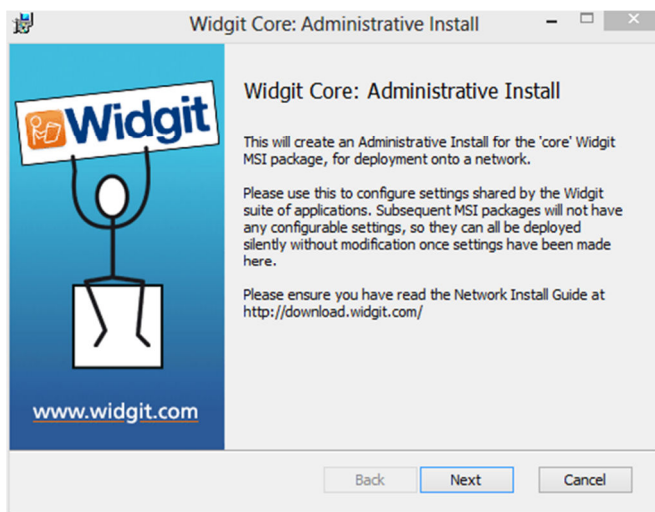 Widgit Core: Administrative Install
Widgit
www.widgit.com
Widgit Core: Administrative Install
This will create an Administrative Install for the 'core' Widgit
MSI package, for deployment onto a network.
Please use this to configure settings shared by the Widgit
suite of applications. Subsequent MSI packages will not have
any configurable settings, so they can all be deployed
silently without modification once settings have been made
here.
Please ensure you have read the Network Install Guide at
http://download.widgit.com/
Back
Next
Cancel